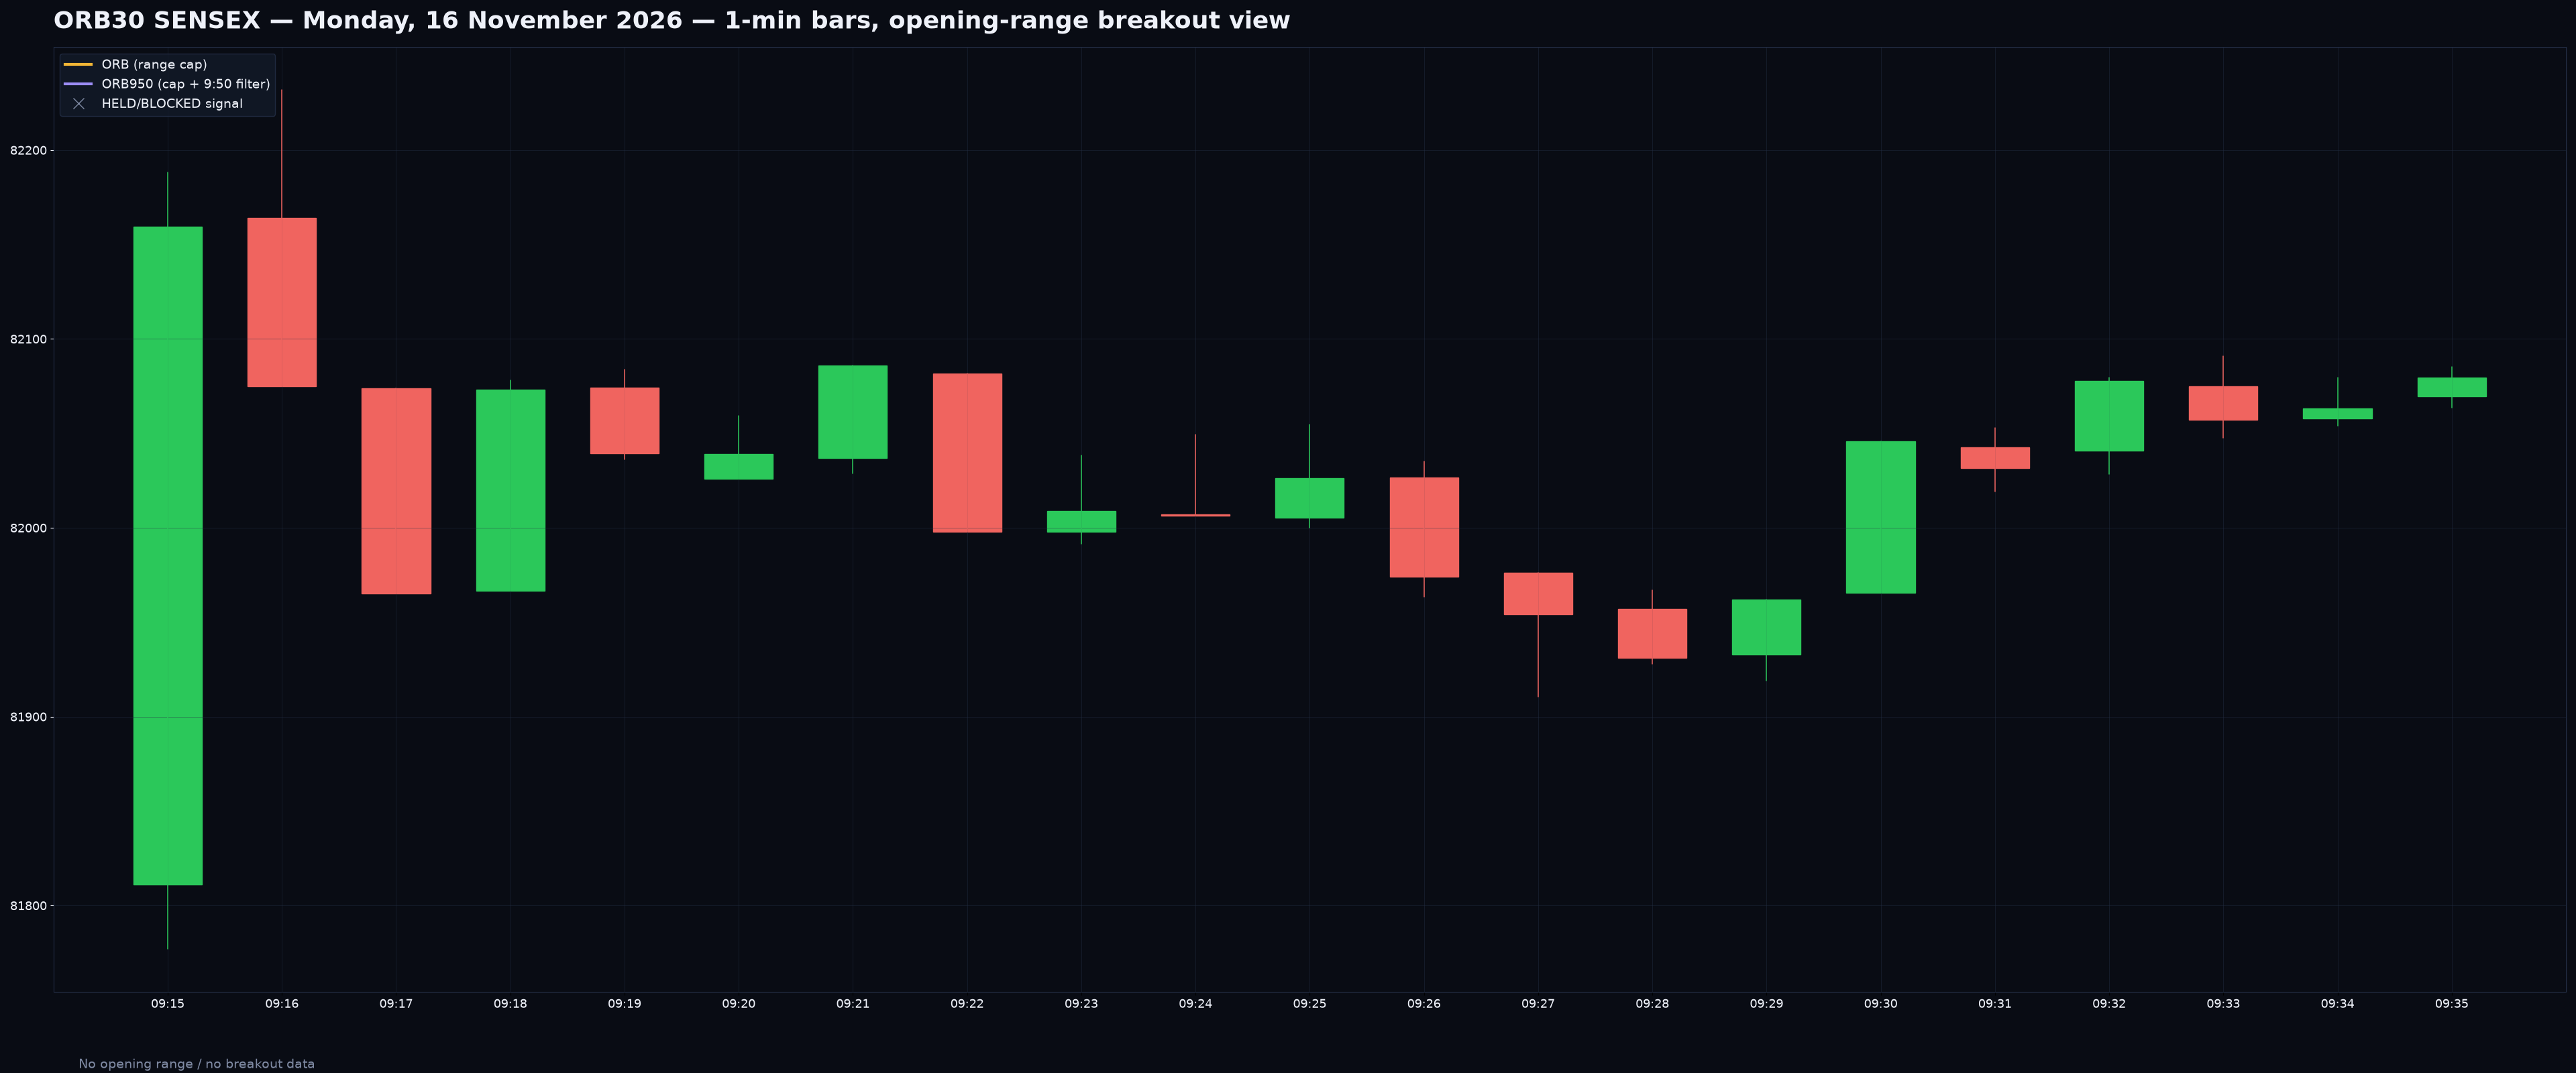 ORB30 SENSEX — Monday, 16 November 2026 — 1-min bars, opening-range breakout view
ORB (range cap)
ORB950 (cap + 9:50 filter)
HELD/BLOCKED signal
82200
82100
82000
81900
81800
09:15 09:16 09:17 09:18 09:19 09:20 09:21 09:22 09:23 09:24 09:25 09:26 09:27 09:28 09:29 09:30 09:31 09:32 09:33 09:34 09:35
No opening range / no breakout data